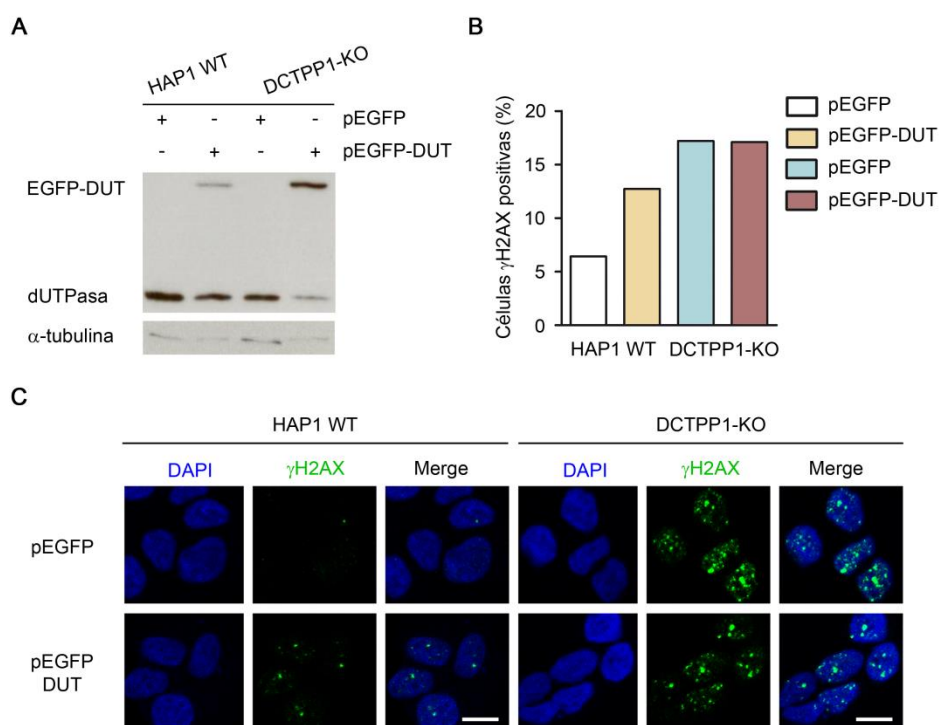 A
HAP1 WT
DCTPP1-KO
+ - + - pEGFP
- + - + pEGFP-DUT
EGFP-DUT
dUTPasa
α-tubulina
B
Células γH2AX positivas (%)
20
15
10
5
0
HAP1 WT DCTPP1-KO
pEGFP
pEGFP-DUT
pEGFP
pEGFP-DUT
C
HAP1 WT DCTPP1-KO
DAPI γH2AX Merge DAPI γH2AX Merge
pEGFP
pEGFP
DUT